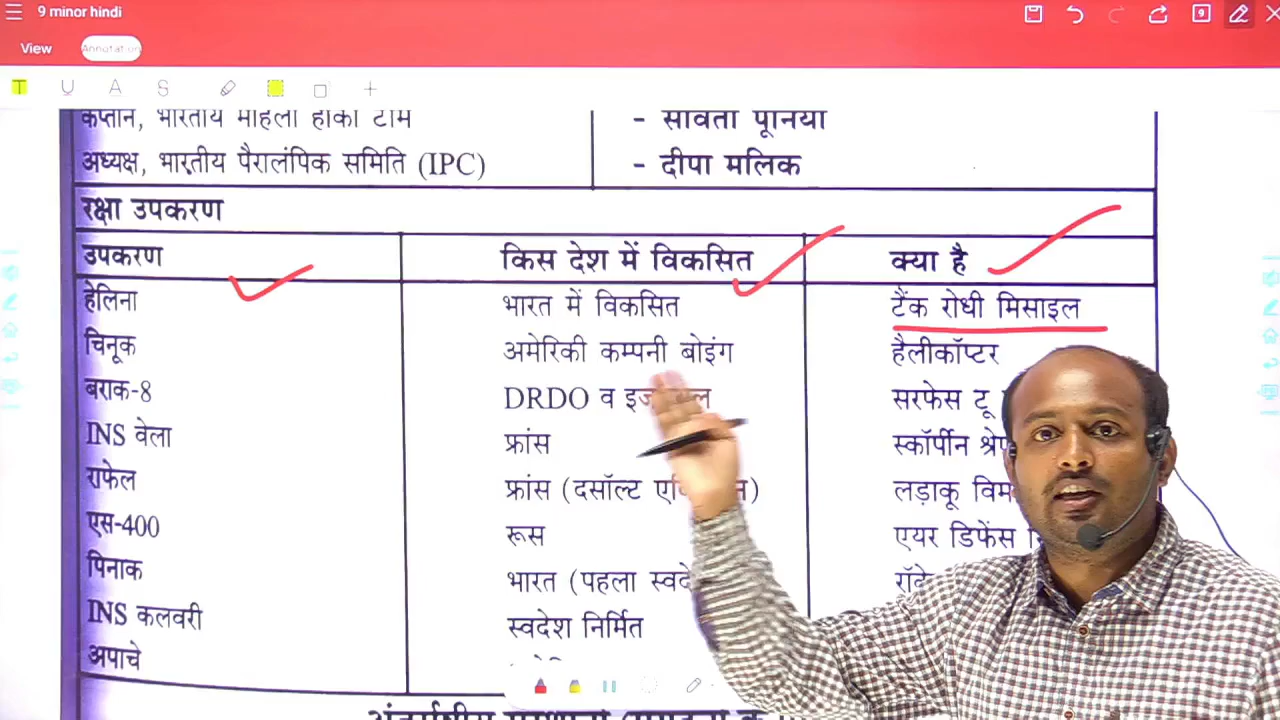 9 minor hindi
9
View Annotation
T U A S
कप्तान, भारतीय महिला हॉकी टीम - सविता पूनिया
अध्यक्ष, भारतीय पैरालंपिक समिति (IPC) - दीपा मलिक
रक्षा उपकरण
उपकरण किस देश में विकसित क्या है
हेलिना भारत में विकसित टैंक रोधी मिसाइल
चिनूक अमेरिकी कम्पनी बोइंग हैलीकॉप्टर
बराक-8 DRDO व सरफेस टू
INS वेला फ्रांस स्कॉर्पीन
राफेल फ्रांस (दसॉल्ट लड़ाकू
एस-400 रूस एयर डिफेंस
पिनाक भारत (पहला
INS कलवरी स्वदेश निर्मित
अपाचे